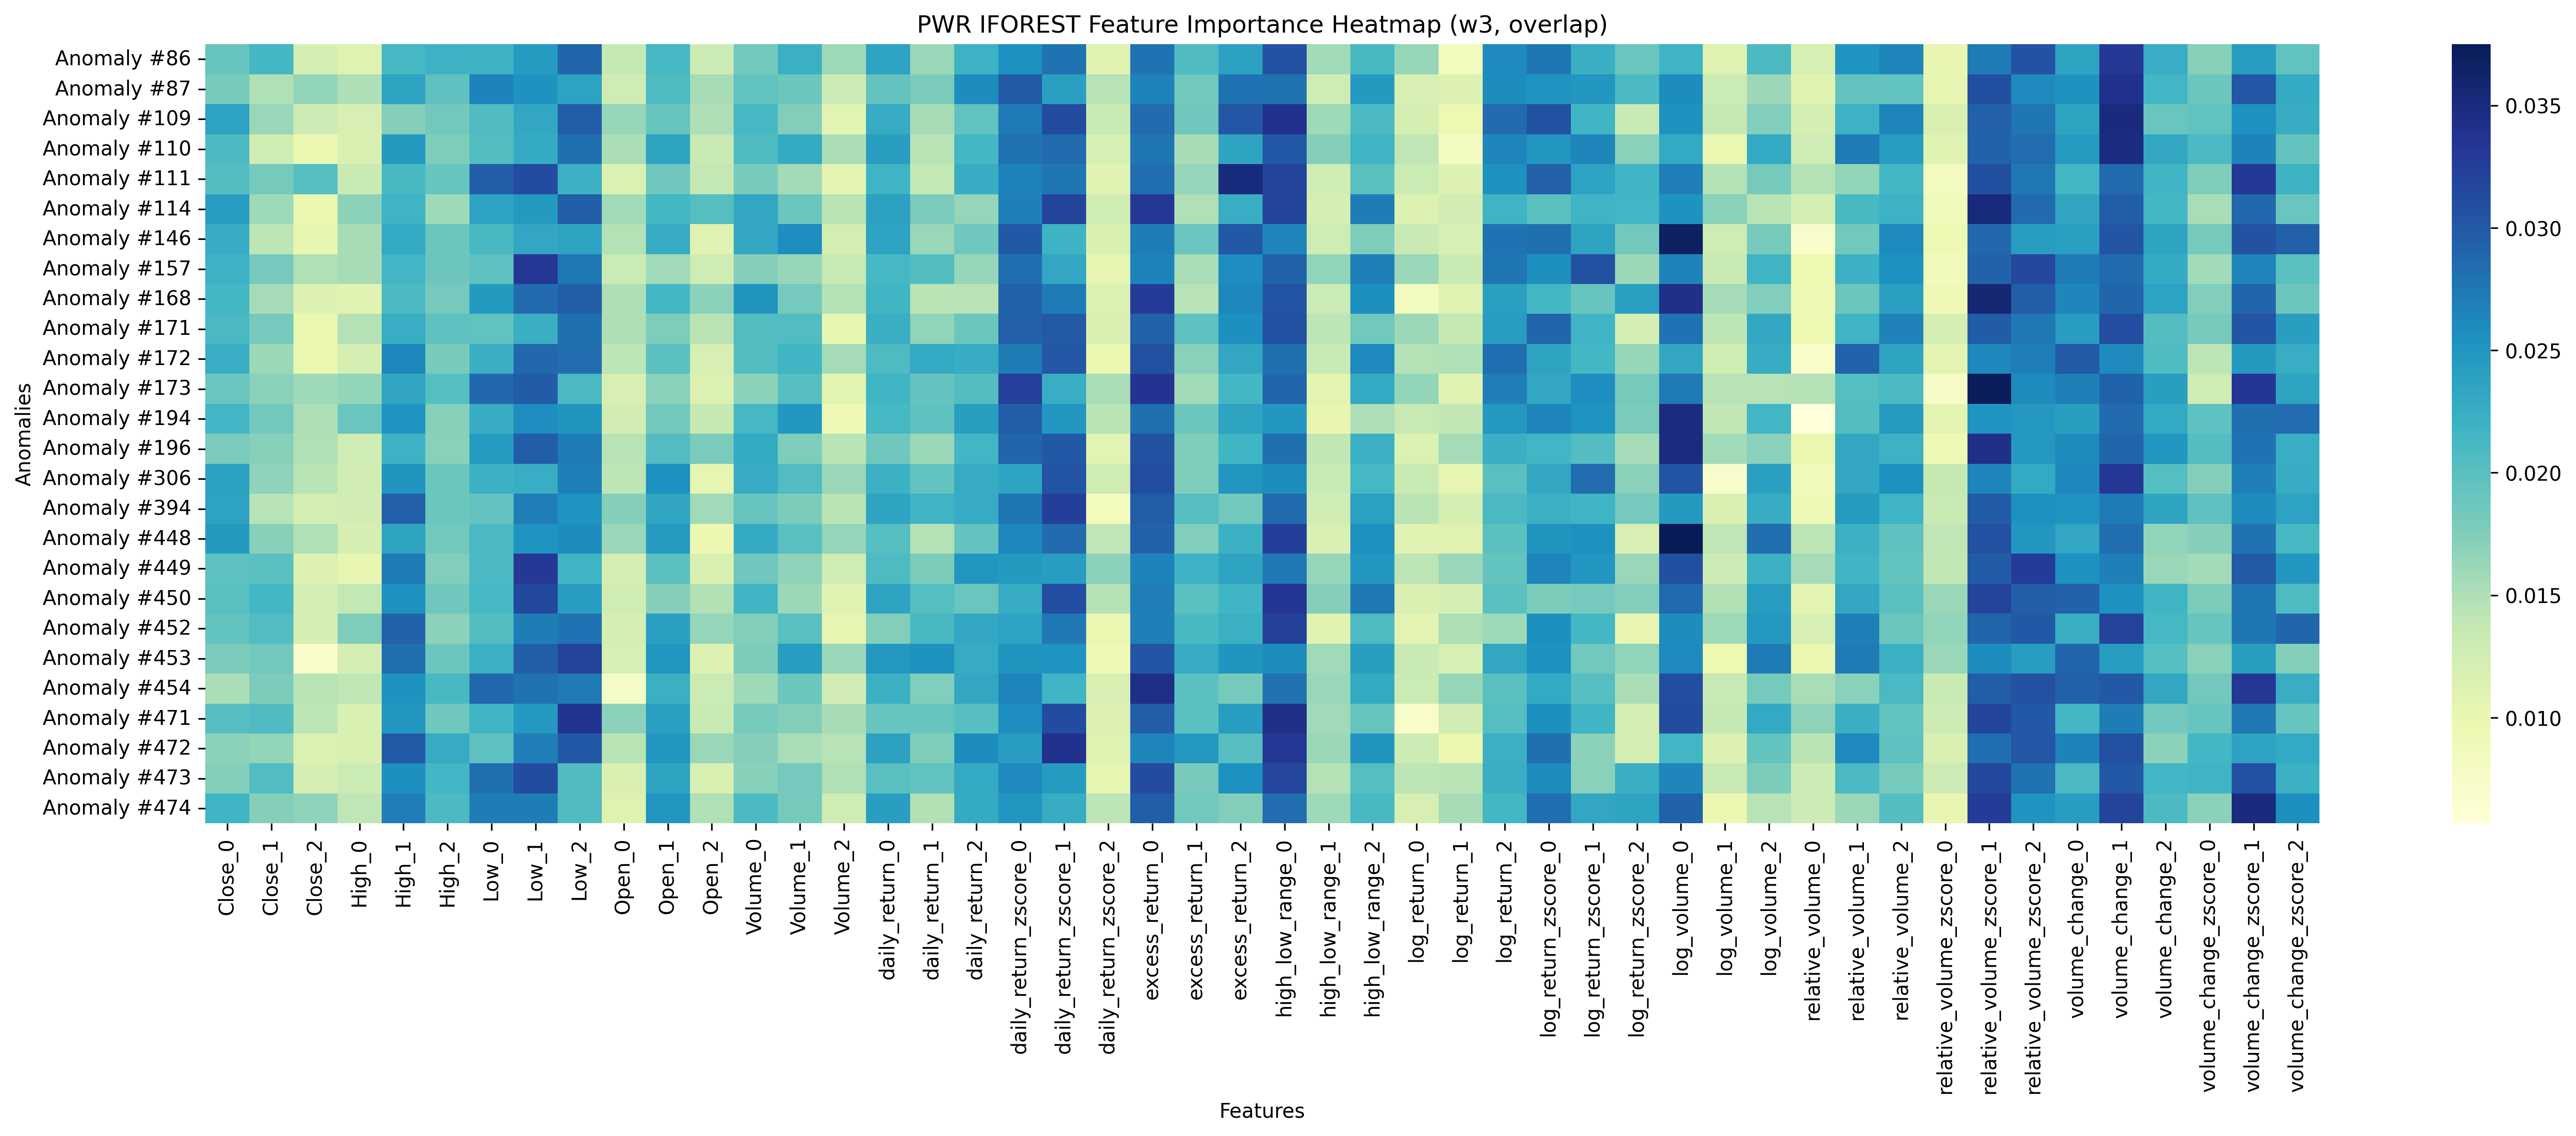 PWR IFOREST Feature Importance Heatmap (w3, overlap)
Anomalies
Anomaly #86
Anomaly #87
Anomaly #109
Anomaly #110
Anomaly #111
Anomaly #114
Anomaly #146
Anomaly #157
Anomaly #168
Anomaly #171
Anomaly #172
Anomaly #173
Anomaly #194
Anomaly #196
Anomaly #306
Anomaly #394
Anomaly #448
Anomaly #449
Anomaly #450
Anomaly #452
Anomaly #453
Anomaly #454
Anomaly #471
Anomaly #472
Anomaly #473
Anomaly #474
Close_0
Close_1
Close_2
High_0
High_1
High_2
Low_0
Low_1
Low_2
Open_0
Open_1
Open_2
Volume_0
Volume_1
Volume_2
daily_return_0
daily_return_1
daily_return_2
daily_return_zscore_0
daily_return_zscore_1
daily_return_zscore_2
excess_return_0
excess_return_1
excess_return_2
high_low_range_0
high_low_range_1
high_low_range_2
log_return_0
log_return_1
log_return_2
log_return_zscore_0
log_return_zscore_1
log_return_zscore_2
log_volume_0
log_volume_1
log_volume_2
relative_volume_0
relative_volume_1
relative_volume_2
relative_volume_zscore_0
relative_volume_zscore_1
relative_volume_zscore_2
volume_change_0
volume_change_1
volume_change_2
volume_change_zscore_0
volume_change_zscore_1
volume_change_zscore_2
Features
0.035
0.030
0.025
0.020
0.015
0.010